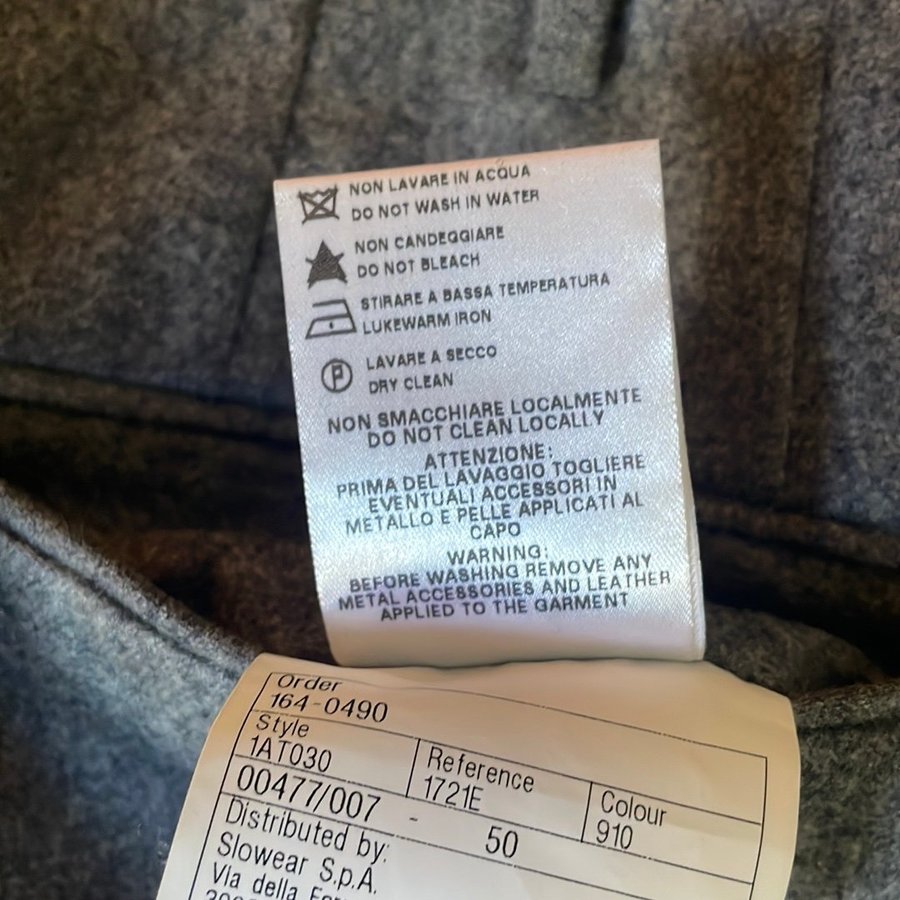 NON LAVARE IN ACQUA
DO NOT WASH IN WATER
NON CANDEGGIARE
DO NOT BLEACH
STIRARE A BASSA TEMPERATURA
LUKEWARM IRON
P
LAVARE A SECCO
DRY CLEAN
NON SMACCHIARE LOCALMENTE
DO NOT CLEAN LOCALLY
ATTENZIONE:
PRIMA DEL LAVAGGIO TOGLIERE
EVENTUALI ACCESSORI IN
METALLO E PELLE APPLICATI AL
CAPO
WARNING:
BEFORE WASHING REMOVE ANY
METAL ACCESSORIES AND LEATHER
APPLIED TO THE GARMENT
Order
164-0490
Style
1AT030
Reference
1721E
Colour
910
00477/007 - 50
Distributed by:
Slowear S.p.A.
Via della